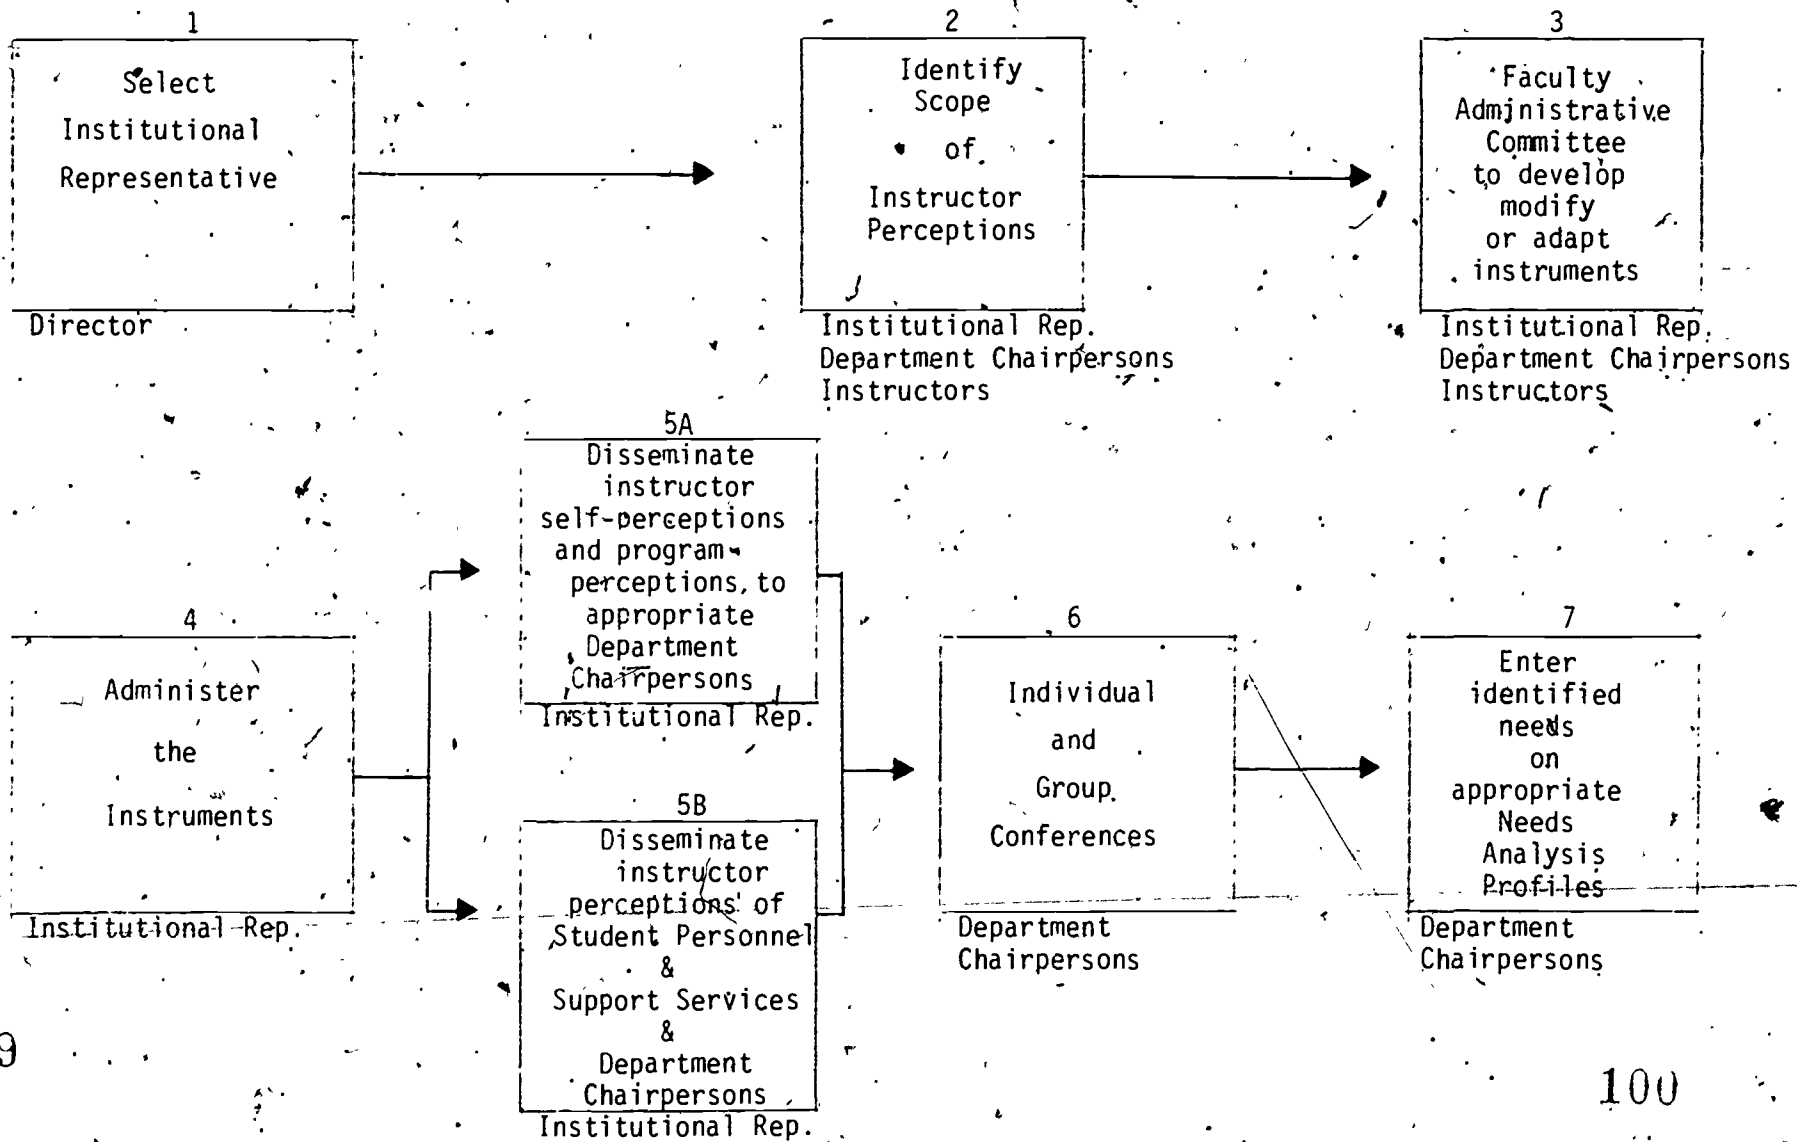 1
Select
Institutional
Representative
Director
2
Identify
Scope
of
Instructor
Perceptions
Institutional Rep.
Department Chairpersons
Instructors
3
Faculty
Administrative
Committee
to develop
modify
or adapt
instruments
Institutional Rep.
Department Chairpersons
Instructors
4
Administer
the
Instruments
Institutional Rep.
5A
Disseminate
instructor
self-perceptions
and program
perceptions, to
appropriate
Department
Chairpersons
Institutional Rep.
5B
Disseminate
instructor
perceptions of
Student Personnel
&
Support Services
&
Department
Chairpersons
Institutional Rep.
6
Individual
and
Group
Conferences
Department
Chairpersons
7
Enter
identified
needs
on
appropriate
Needs
Analysis
Profiles
Department
Chairpersons
9
100